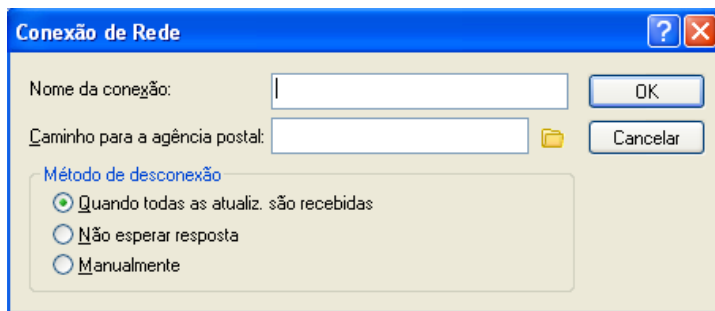 Conexão de Rede
Nome da conexão:
OK
Caminho para a agência postal:
Cancelar
Método de desconexão
Quando todas as atualiz. são recebidas
Não esperar resposta
Manualmente